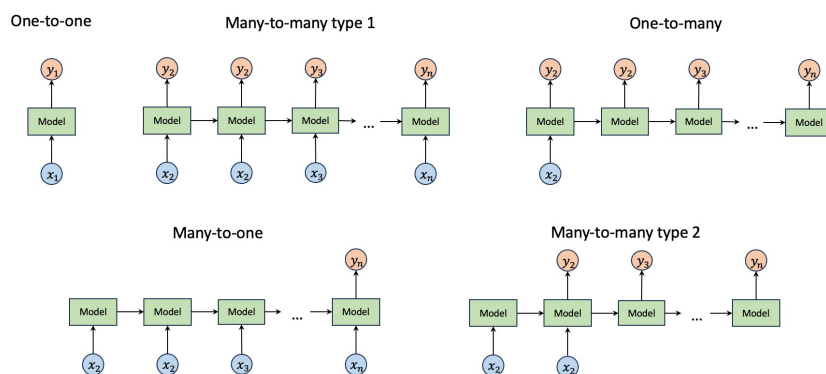 One-to-one
Many-to-many type 1
One-to-many
y₁
y₂ y₂ y₃ yₙ
y₂ y₂ y₃ yₙ
Model
Model Model Model ... Model
Model Model Model ... Model
x₁
x₂ x₂ x₃ xₙ
x₂
Many-to-one
Many-to-many type 2
yₙ
y₂ y₃ yₙ
Model Model Model ... Model
Model Model Model ... Model
x₂ x₂ x₃ xₙ
x₂ x₂